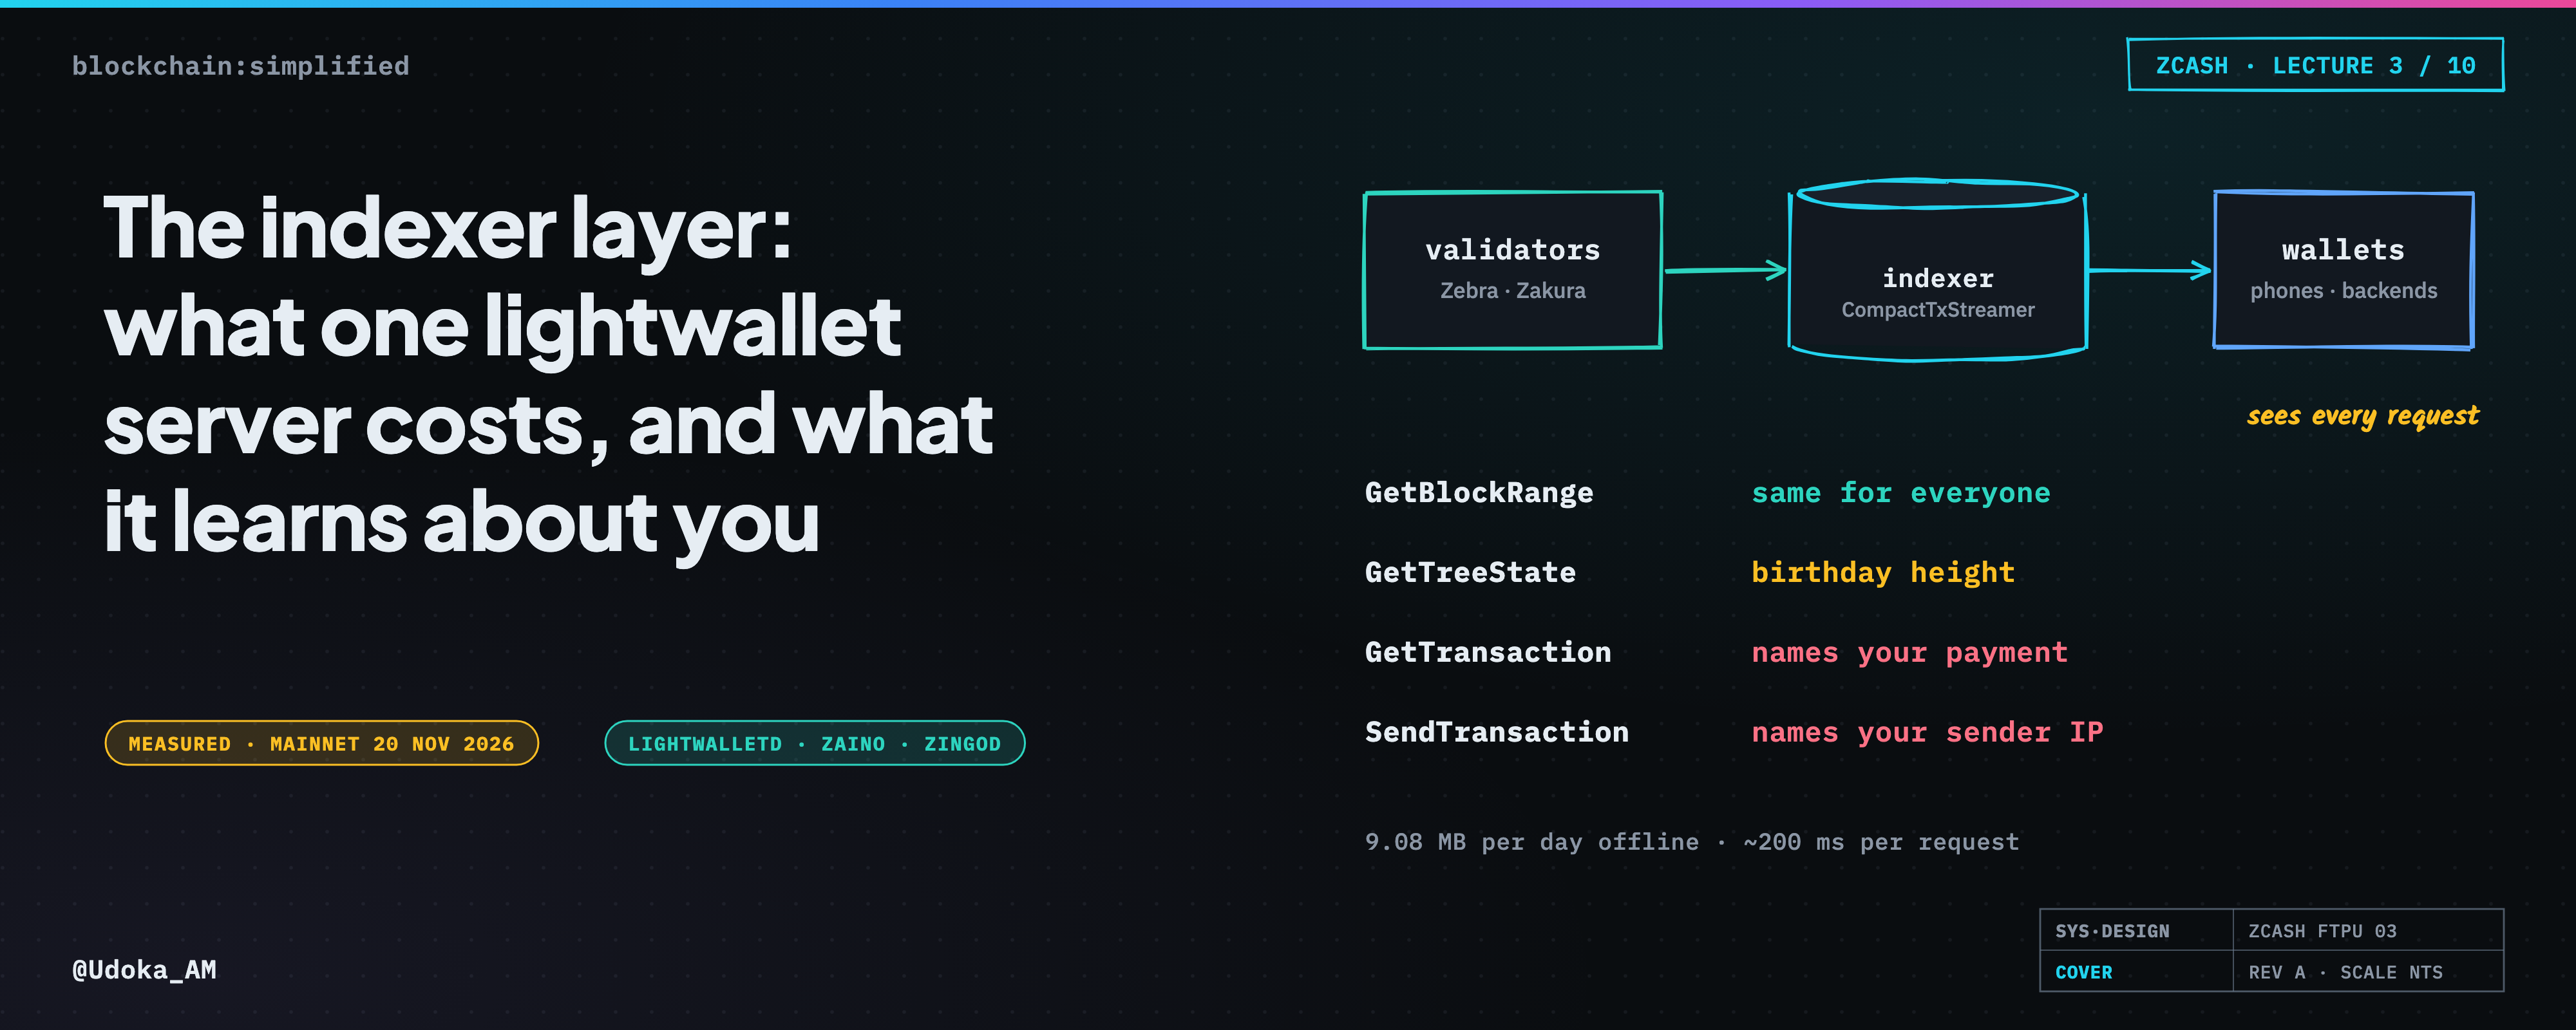 blockchain:simplified
ZCASH · LECTURE 3 / 10
The indexer layer:
what one lightwallet
server costs, and what
it learns about you
MEASURED · MAINNET 20 NOV 2026
LIGHTWALLETD · ZAINO · ZINGOD
validators
Zebra · Zakura
indexer
CompactTxStreamer
wallets
phones · backends
sees every request
GetBlockRange same for everyone
GetTreeState birthday height
GetTransaction names your payment
SendTransaction names your sender IP
9.08 MB per day offline · ~200 ms per request
@Udoka_AM
SYS·DESIGN ZCASH FTPU 03
COVER REV A · SCALE NTS